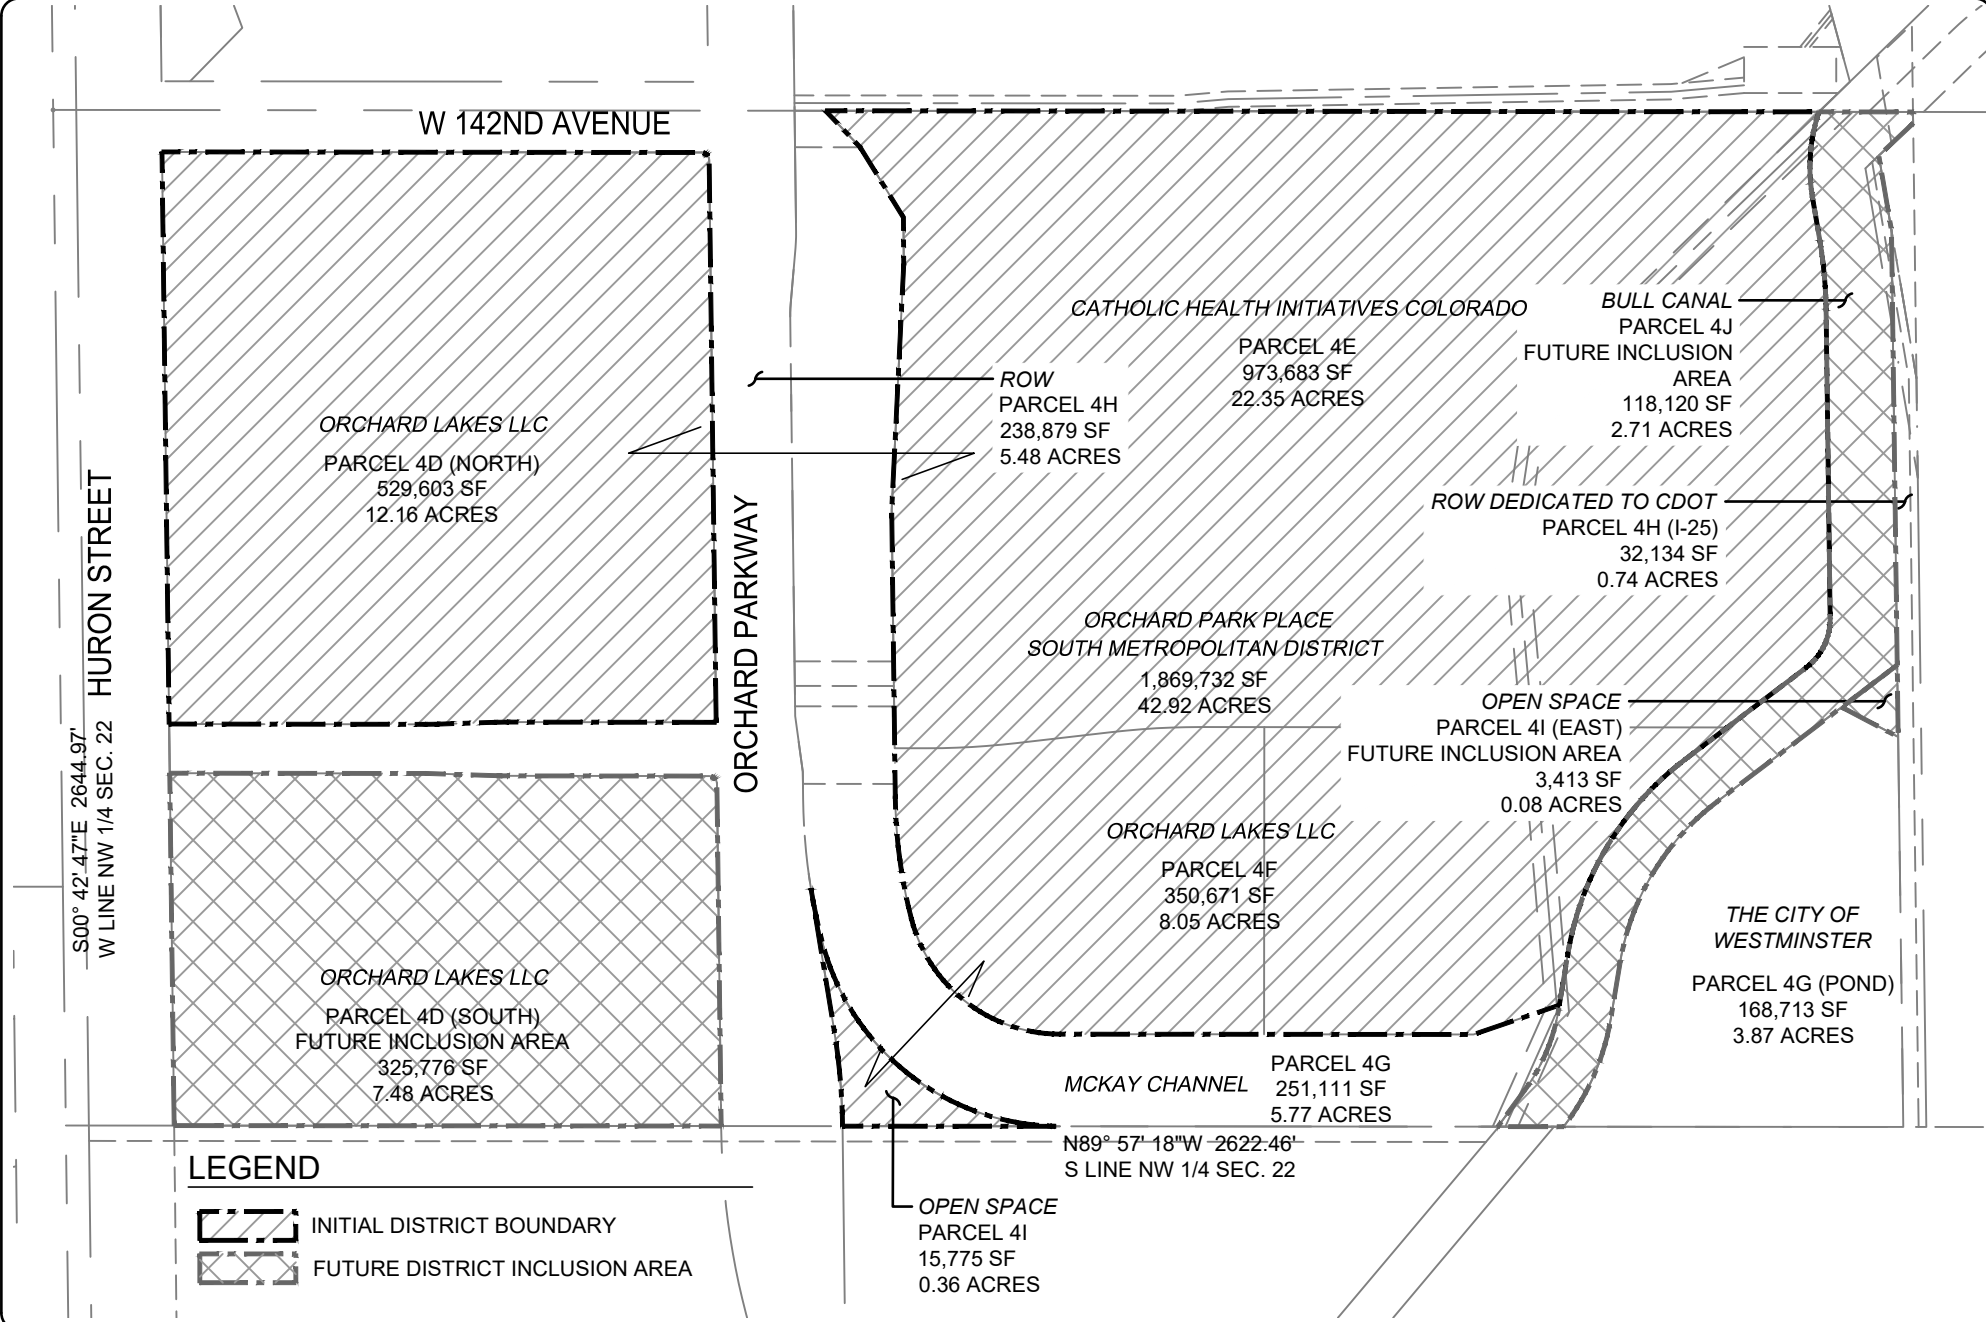 W 142ND AVENUE
HURON STREET
S00° 42' 47"E 2644.97'
W LINE NW 1/4 SEC. 22
ORCHARD LAKES LLC
PARCEL 4D (NORTH)
529,603 SF
12.16 ACRES
ORCHARD PARKWAY
ROW
PARCEL 4H
238,879 SF
5.48 ACRES
CATHOLIC HEALTH INITIATIVES COLORADO
PARCEL 4E
973,683 SF
22.35 ACRES
BULL CANAL
PARCEL 4J
FUTURE INCLUSION
AREA
118,120 SF
2.71 ACRES
ROW DEDICATED TO CDOT
PARCEL 4H (I-25)
32,134 SF
0.74 ACRES
ORCHARD PARK PLACE
SOUTH METROPOLITAN DISTRICT
1,869,732 SF
42.92 ACRES
OPEN SPACE
PARCEL 4I (EAST)
FUTURE INCLUSION AREA
3,413 SF
0.08 ACRES
ORCHARD LAKES LLC
PARCEL 4F
350,671 SF
8.05 ACRES
THE CITY OF
WESTMINSTER
PARCEL 4G (POND)
168,713 SF
3.87 ACRES
ORCHARD LAKES LLC
PARCEL 4D (SOUTH)
FUTURE INCLUSION AREA
325,776 SF
7.48 ACRES
MCKAY CHANNEL
PARCEL 4G
251,111 SF
5.77 ACRES
N89° 57' 18"W 2622.46'
S LINE NW 1/4 SEC. 22
OPEN SPACE
PARCEL 4I
15,775 SF
0.36 ACRES
LEGEND
INITIAL DISTRICT BOUNDARY
FUTURE DISTRICT INCLUSION AREA